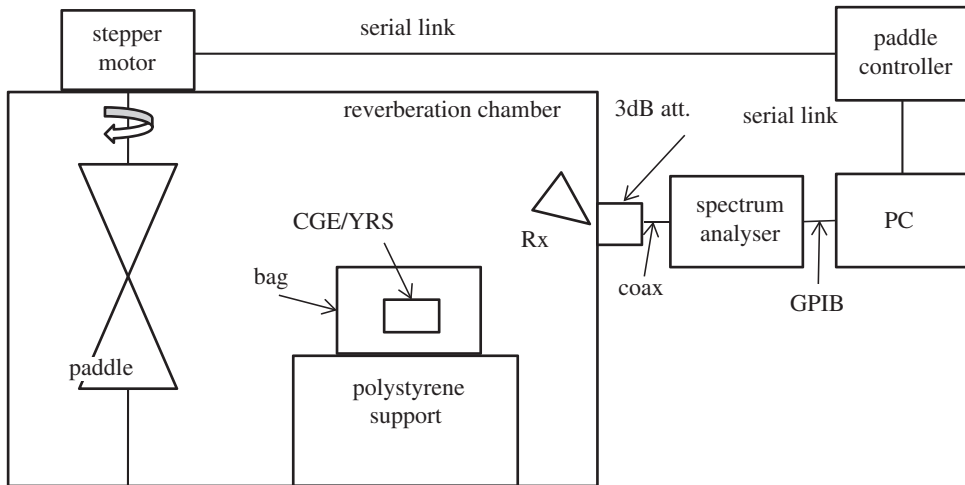 stepper
motor
serial link
paddle
controller
reverberation chamber
3dB att.
serial link
CGE/YRS
Rx
spectrum
analyser
PC
bag
coax
GPIB
paddle
polystyrene
support